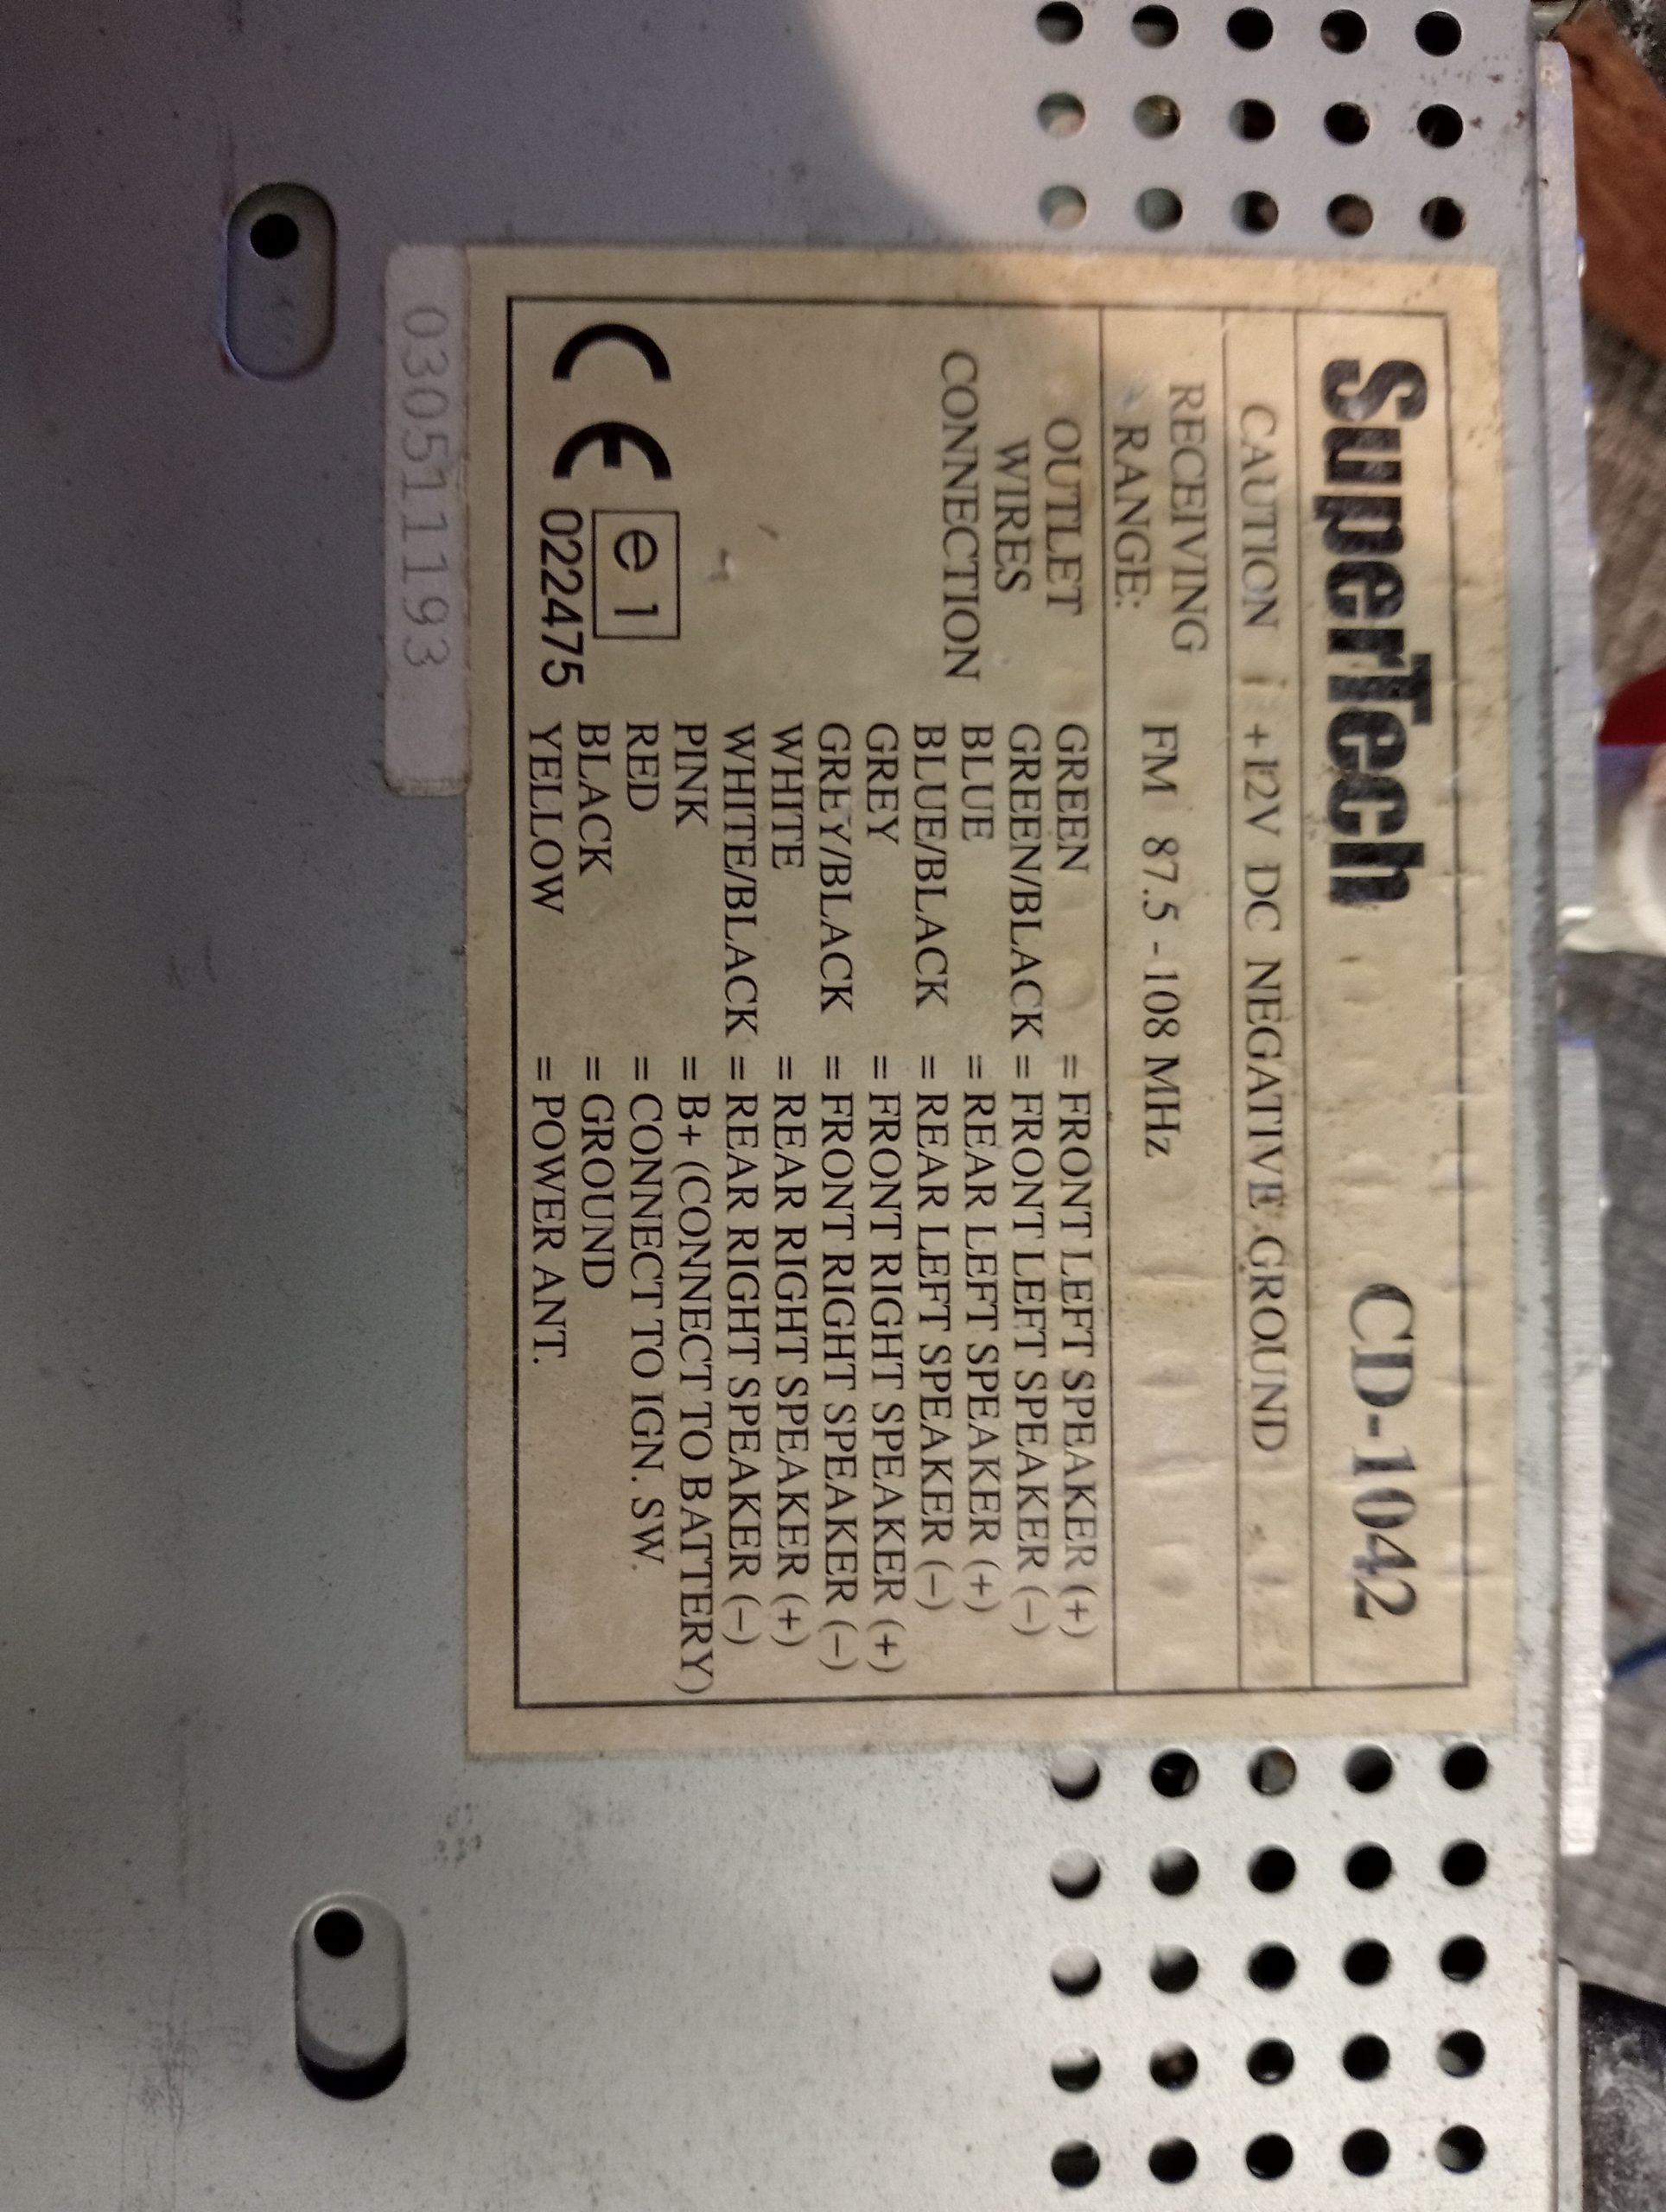 SuperTech CD-1042
CAUTION +12V DC NEGATIVE GROUND
RECEIVING
RANGE: FM 87.5 - 108 MHz
OUTLET
WIRES
CONNECTION
GREEN = FRONT LEFT SPEAKER (+)
GREEN/BLACK = FRONT LEFT SPEAKER (–)
BLUE = REAR LEFT SPEAKER (+)
BLUE/BLACK = REAR LEFT SPEAKER (–)
GREY = FRONT RIGHT SPEAKER (+)
GREY/BLACK = FRONT RIGHT SPEAKER (–)
WHITE = REAR RIGHT SPEAKER (+)
WHITE/BLACK = REAR RIGHT SPEAKER (–)
PINK = B+ (CONNECT TO BATTERY)
RED = CONNECT TO IGN. SW.
BLACK = GROUND
YELLOW = POWER ANT.
CE e1
022475
030511193